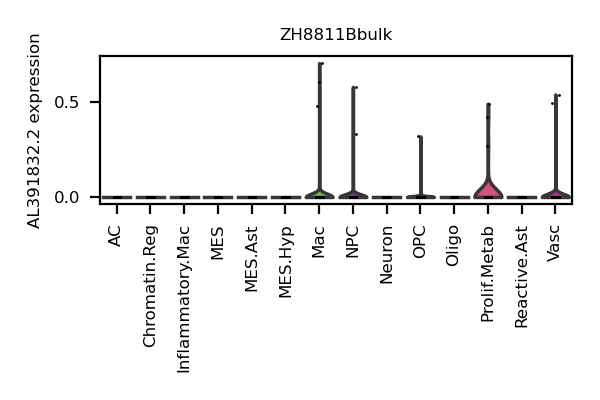 ZH8811Bbulk
AL391832.2 expression
0.5
0.0
AC
Chromatin.Reg
Inflammatory.Mac
MES
MES.Ast
MES.Hyp
Mac
NPC
Neuron
OPC
Oligo
Prolif.Metab
Reactive.Ast
Vasc